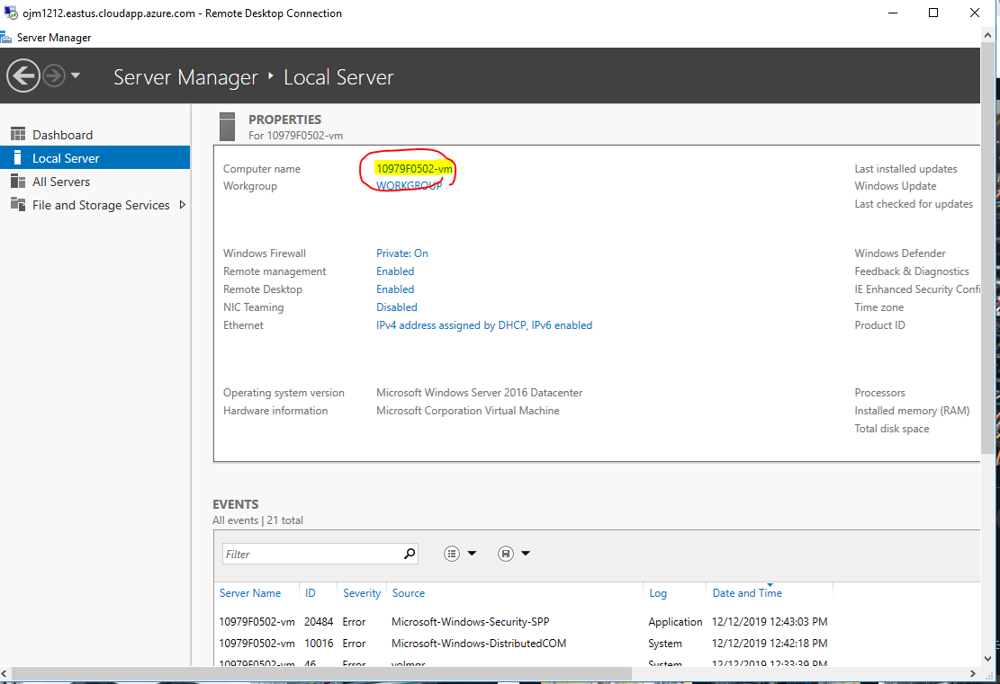 ojm1212.eastus.cloudapp.azure.com - Remote Desktop Connection
Server Manager
Server Manager ‣ Local Server
Dashboard
Local Server
All Servers
File and Storage Services
PROPERTIES
For 10979F0502-vm
Computer name 10979F0502-vm Last installed updates
Workgroup WORKGROUP Windows Update
Last checked for updates
Windows Firewall Private: On Windows Defender
Remote management Enabled Feedback & Diagnostics
Remote Desktop Enabled IE Enhanced Security Confi
NIC Teaming Disabled Time zone
Ethernet IPv4 address assigned by DHCP, IPv6 enabled Product ID
Operating system version Microsoft Windows Server 2016 Datacenter Processors
Hardware information Microsoft Corporation Virtual Machine Installed memory (RAM)
Total disk space
EVENTS
All events | 21 total
Filter
Server Name ID Severity Source Log Date and Time
10979F0502-vm 20484 Error Microsoft-Windows-Security-SPP Application 12/12/2019 12:43:03 PM
10979F0502-vm 10016 Error Microsoft-Windows-DistributedCOM System 12/12/2019 12:42:18 PM
10979F0502-vm 46 Error volmgr System 12/12/2019 12:33:39 PM